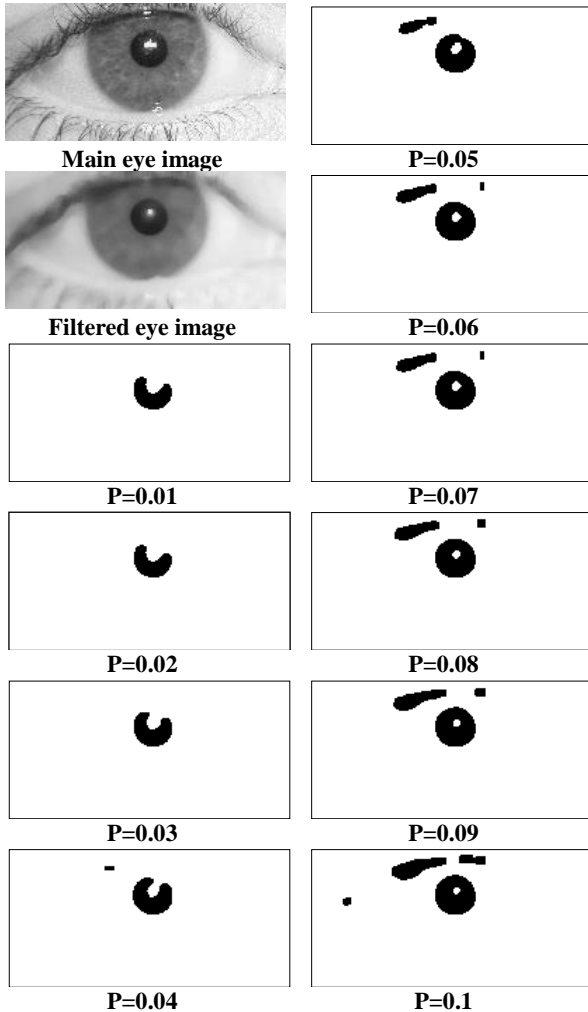 Main eye image
P=0.05
Filtered eye image
P=0.06
P=0.01
P=0.07
P=0.02
P=0.08
P=0.03
P=0.09
P=0.04
P=0.1